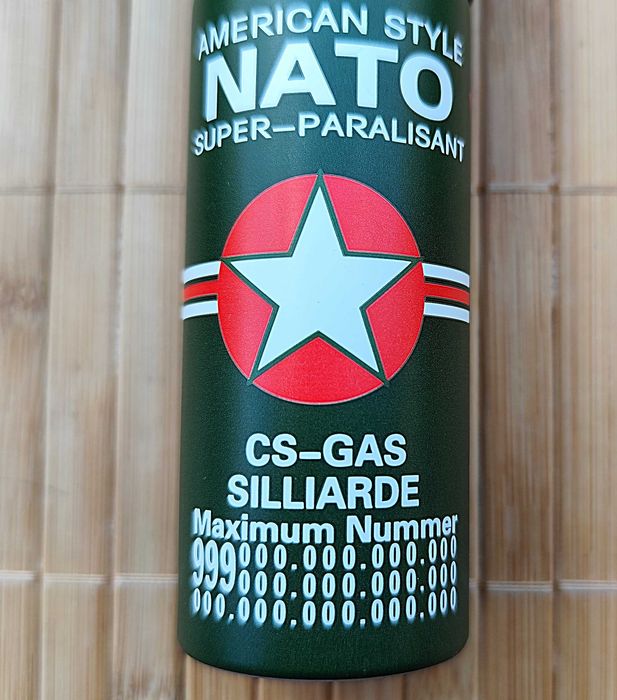 AMERICAN STYLE
NATO
SUPER-PARALISANT
CS-GAS
SILLIARDE
Maximum Nummer
999000.000.000.000
000.000.000.000
000.000.000.000.000